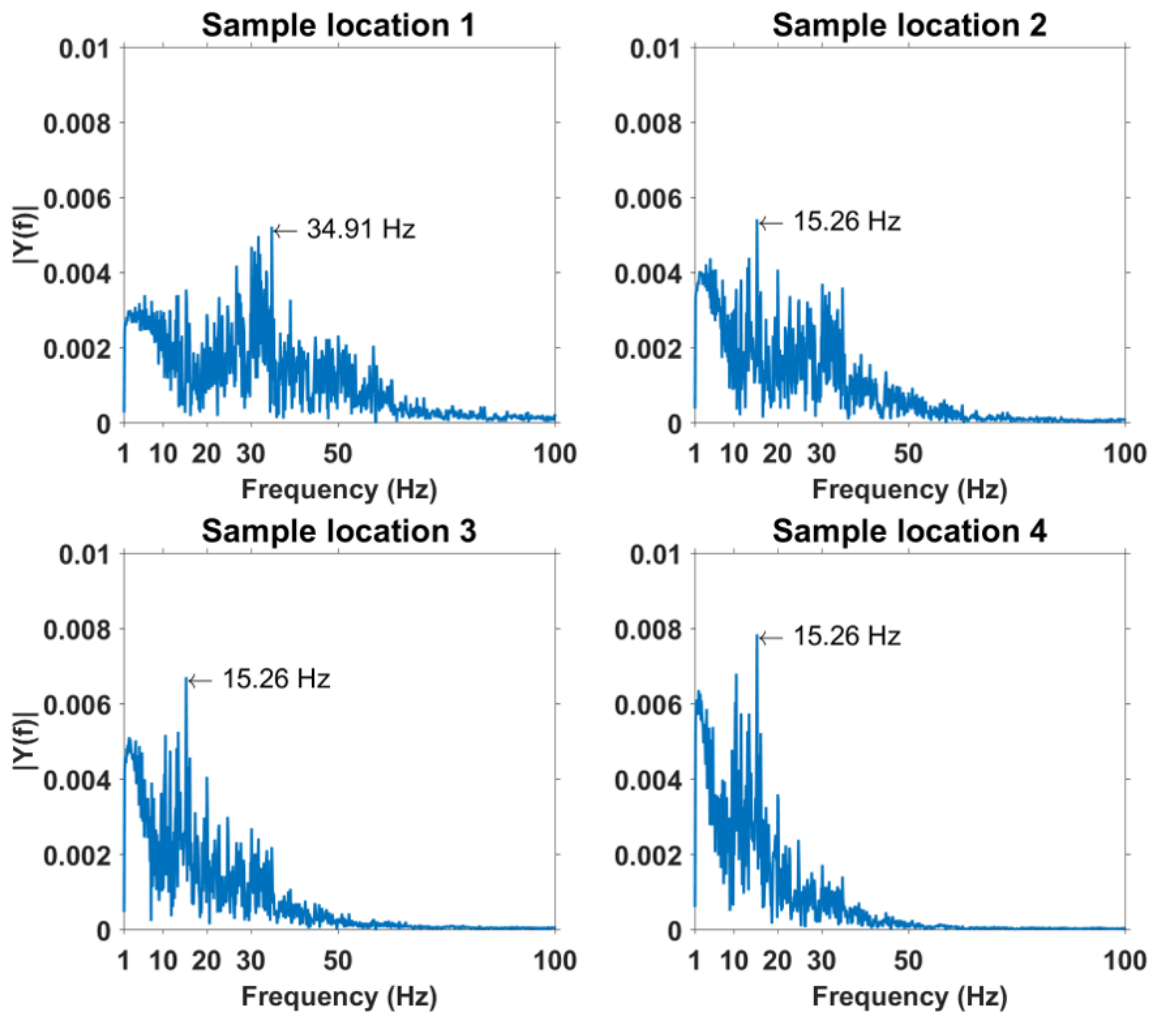 Sample location 1
0.01
0.008
0.006
0.004
0.002
0
|Y(f)|
← 34.91 Hz
1 10 20 30 50 100
Frequency (Hz)
Sample location 2
0.01
0.008
0.006
0.004
0.002
0
← 15.26 Hz
1 10 20 30 50 100
Frequency (Hz)
Sample location 3
0.01
0.008
0.006
0.004
0.002
0
|Y(f)|
← 15.26 Hz
1 10 20 30 50 100
Frequency (Hz)
Sample location 4
0.01
0.008
0.006
0.004
0.002
0
← 15.26 Hz
1 10 20 30 50 100
Frequency (Hz)